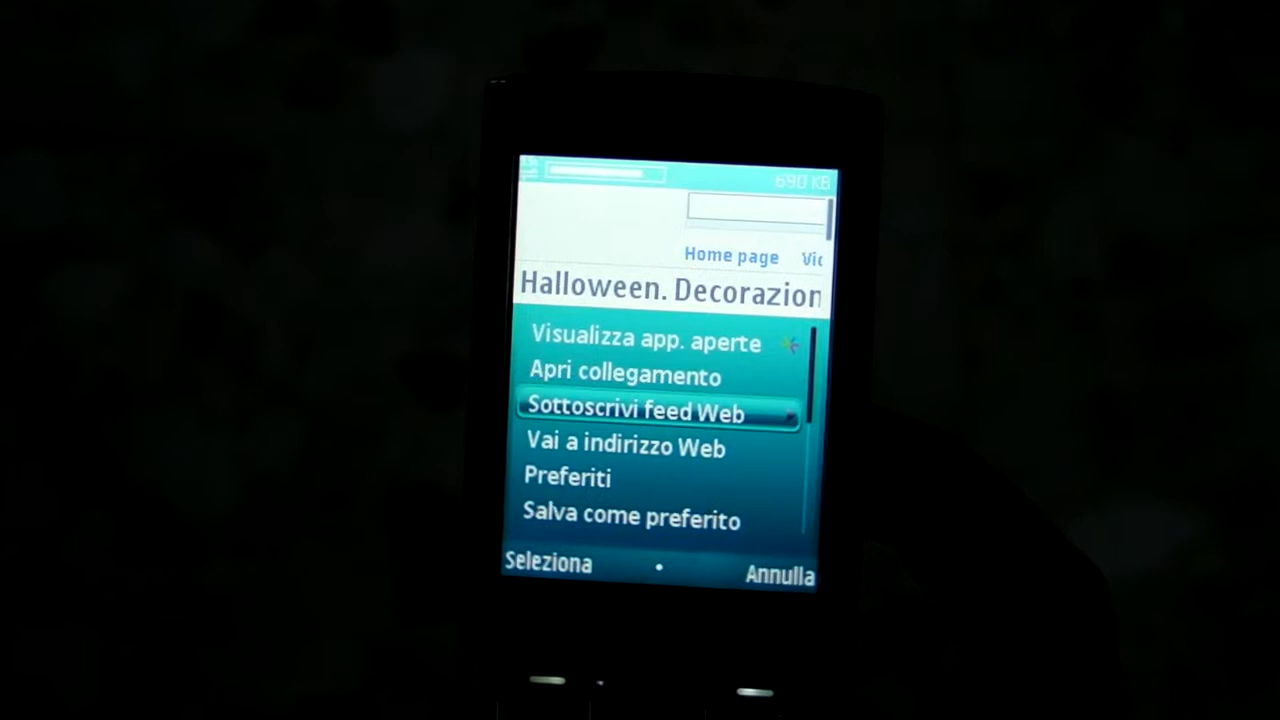 690 KB
Home page Vic
Halloween. Decorazion
Visualizza app. aperte
Apri collegamento
Sottoscrivi feed Web
Vai a indirizzo Web
Preferiti
Salva come preferito
Seleziona Annulla